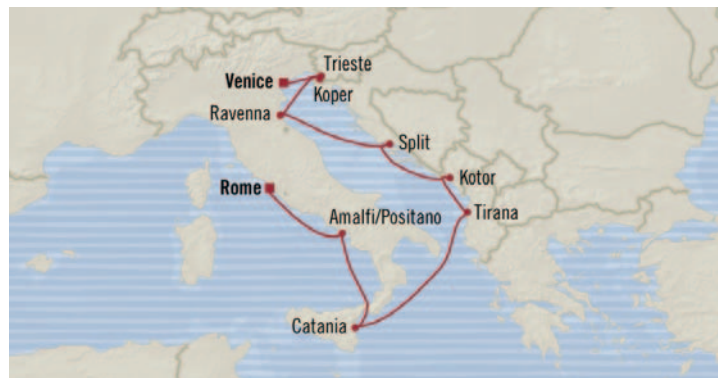 Trieste
Venice
Koper
Ravenna
Split
Kotor
Rome
Tirana
Amalfi/Positano
Catania